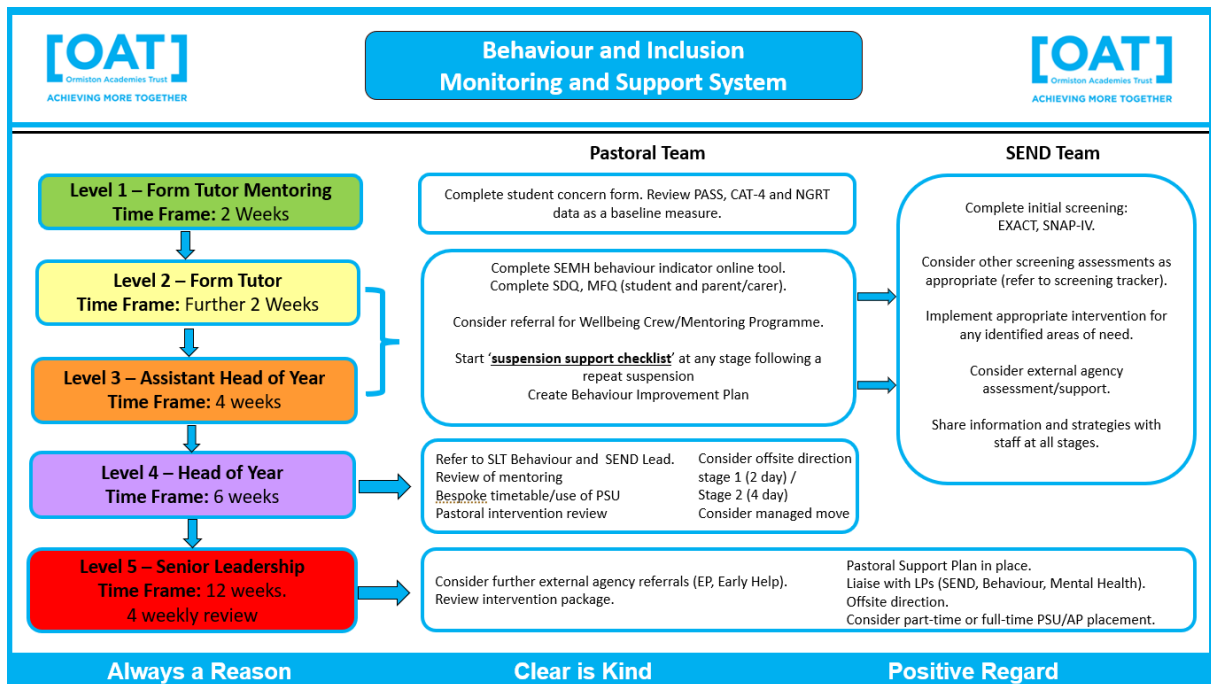 [OAT]
Ormiston Academies Trust
ACHIEVING MORE TOGETHER
Behaviour and Inclusion
Monitoring and Support System
[OAT]
Ormiston Academies Trust
ACHIEVING MORE TOGETHER
Pastoral Team
SEND Team
Level 1 – Form Tutor Mentoring
Time Frame: 2 Weeks
Complete student concern form. Review PASS, CAT-4 and NGRT
data as a baseline measure.
Level 2 – Form Tutor
Time Frame: Further 2 Weeks
Level 3 – Assistant Head of Year
Time Frame: 4 weeks
Complete SEMH behaviour indicator online tool.
Complete SDQ, MFQ (student and parent/carer).
Consider referral for Wellbeing Crew/Mentoring Programme.
Start ‘suspension support checklist’ at any stage following a
repeat suspension
Create Behaviour Improvement Plan
Complete initial screening:
EXACT, SNAP-IV.
Consider other screening assessments as
appropriate (refer to screening tracker).
Implement appropriate intervention for
any identified areas of need.
Consider external agency
assessment/support.
Share information and strategies with
staff at all stages.
Level 4 – Head of Year
Time Frame: 6 weeks
Refer to SLT Behaviour and SEND Lead.
Review of mentoring
Bespoke timetable/use of PSU
Pastoral intervention review
Consider offsite direction
stage 1 (2 day) /
Stage 2 (4 day)
Consider managed move
Level 5 – Senior Leadership
Time Frame: 12 weeks.
4 weekly review
Consider further external agency referrals (EP, Early Help).
Review intervention package.
Pastoral Support Plan in place.
Liaise with LPs (SEND, Behaviour, Mental Health).
Offsite direction.
Consider part-time or full-time PSU/AP placement.
Always a Reason
Clear is Kind
Positive Regard